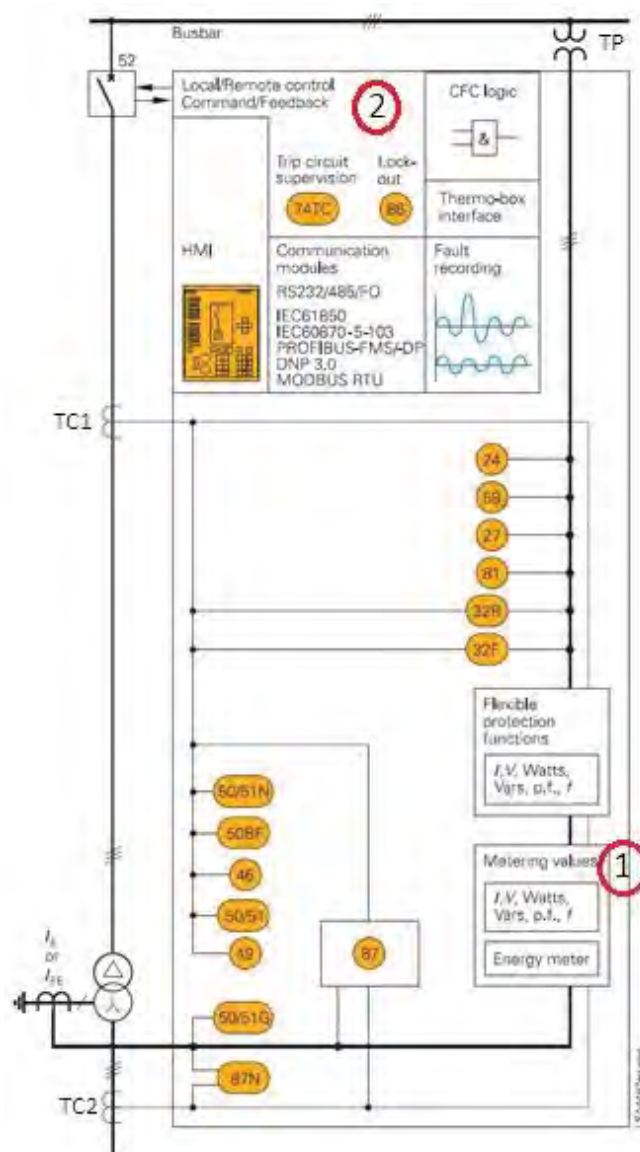 Busbar
TP
52
Local/Remote control
Command/Feedback
2
CFC logic
&
Trip circuit
supervision
Lock-
out
74TC
86
Thermo-box
interface
HMI
Communication
modules
RS232/485/FO
IEC61850
IEC60870-5-103
PROFIBUS-FMS/-DP
DNP 3.0
MODBUS RTU
Fault
recording
TC1
24
59
27
81
32R
32F
Flexible
protection
functions
I,V, Watts,
Vars, p.f., f
50/51N
50BF
46
50/51
49
87
Metering values
1
I,V, Watts,
Vars, p.f., f
Energy meter
or
50/51G
87N
TC2